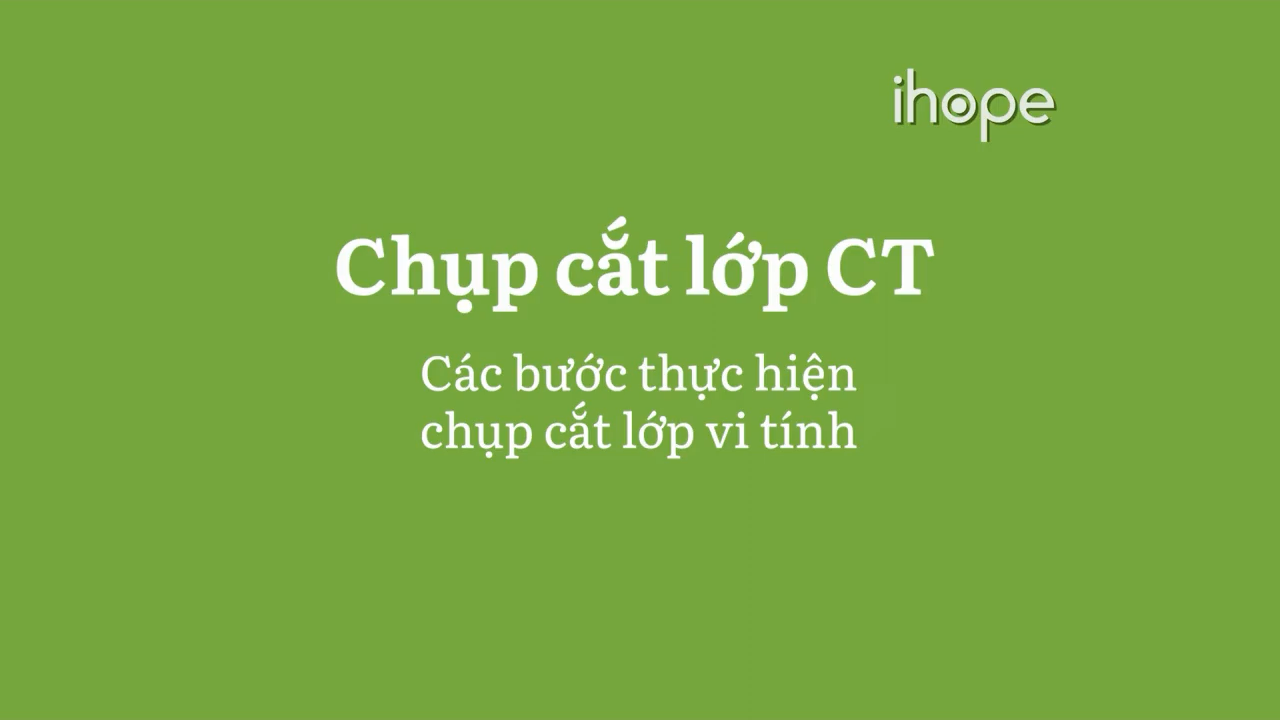 ihope
Chụp cắt lớp CT
Các bước thực hiện
chụp cắt lớp vi tính